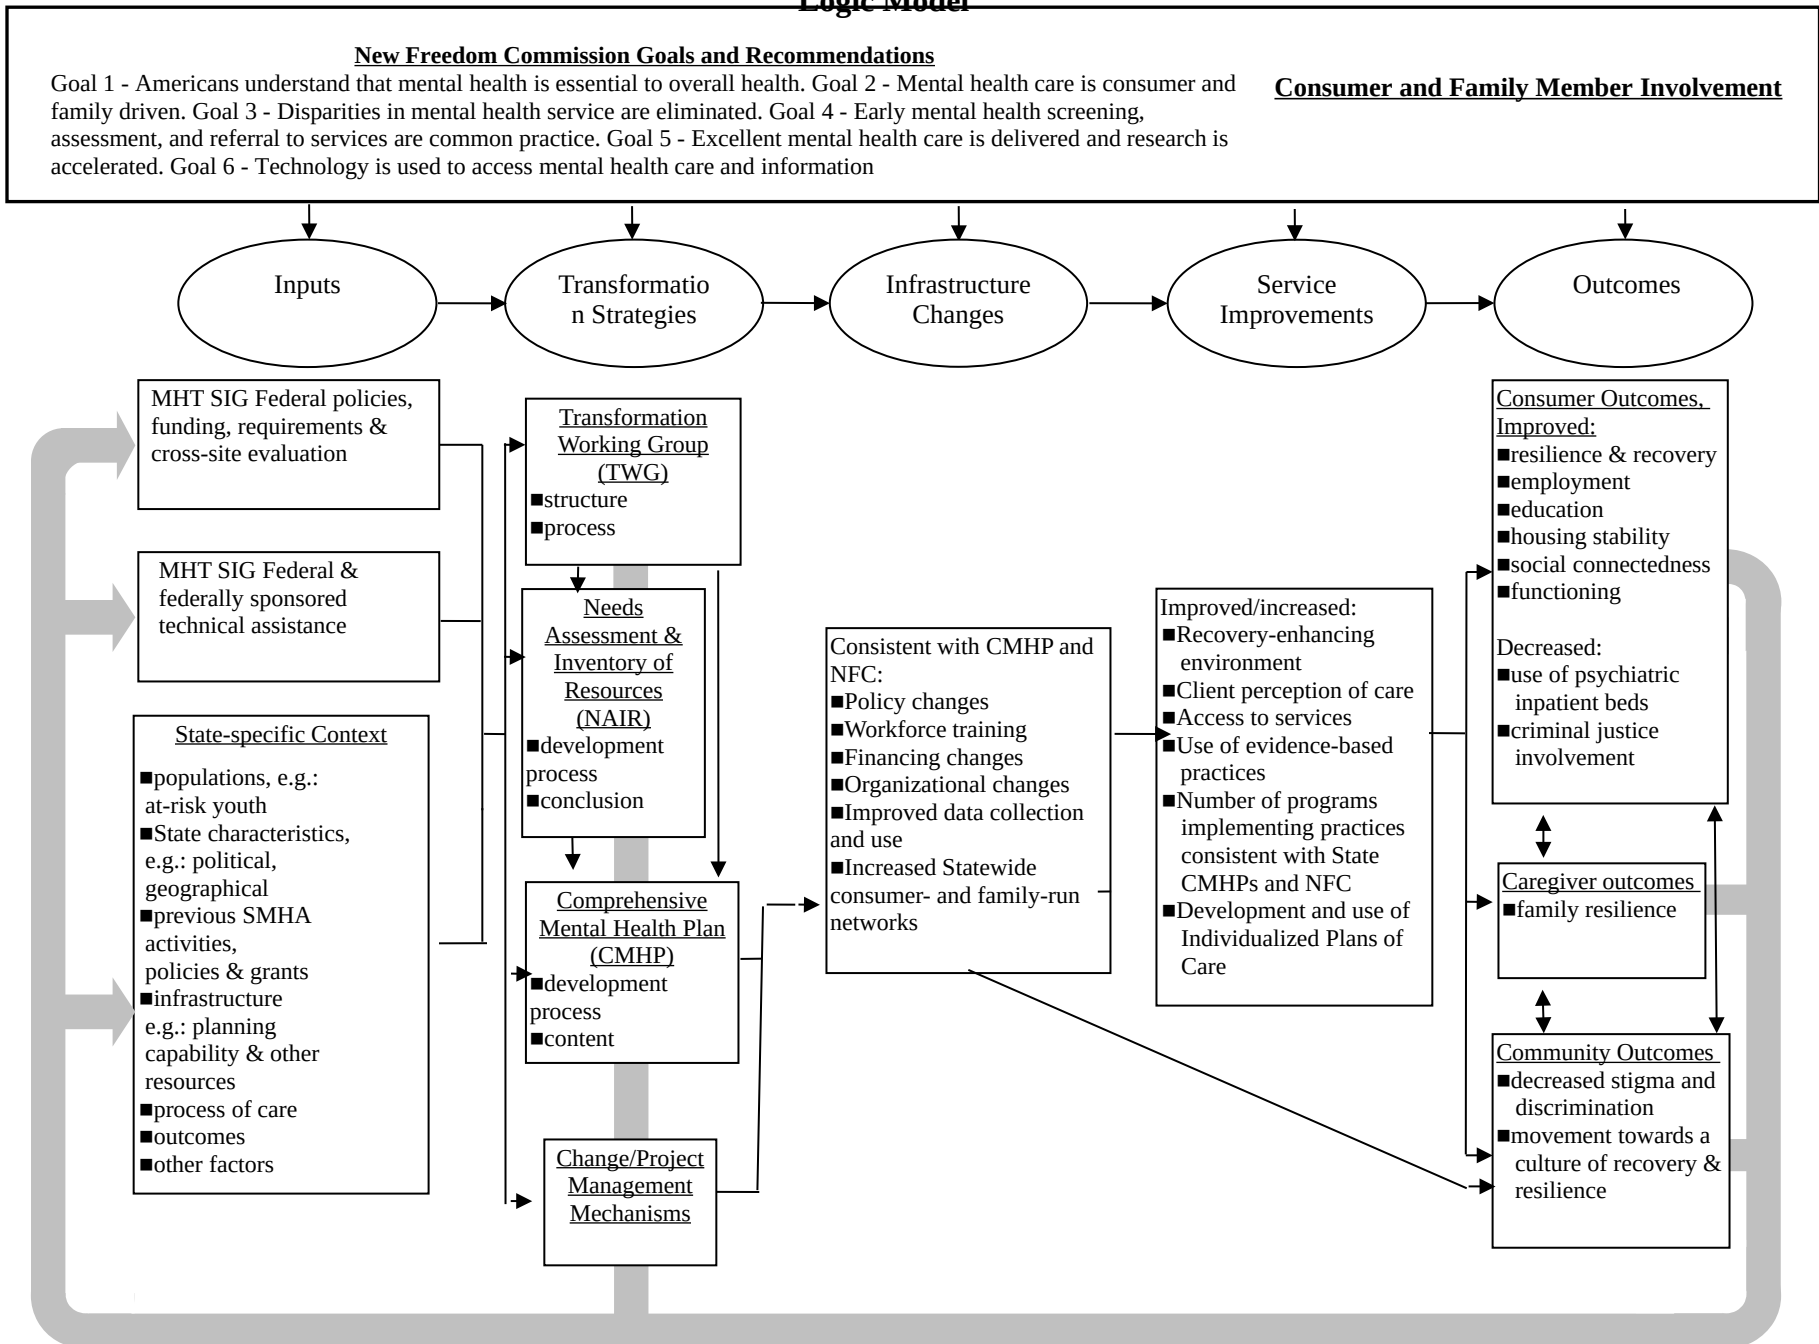 Logic Model
New Freedom Commission Goals and Recommendations
Goal 1 - Americans understand that mental health is essential to overall health. Goal 2 - Mental health care is consumer and
family driven. Goal 3 - Disparities in mental health service are eliminated. Goal 4 - Early mental health screening,
assessment, and referral to services are common practice. Goal 5 - Excellent mental health care is delivered and research is
accelerated. Goal 6 - Technology is used to access mental health care and information
Consumer and Family Member Involvement
Inputs
Transformatio
n Strategies
Infrastructure
Changes
Service
Improvements
Outcomes
MHT SIG Federal policies,
funding, requirements &
cross-site evaluation
MHT SIG Federal &
federally sponsored
technical assistance
State-specific Context
■populations, e.g.:
at-risk youth
■State characteristics,
e.g.: political,
geographical
■previous SMHA
activities,
policies & grants
■infrastructure
e.g.: planning
capability & other
resources
■process of care
■outcomes
■other factors
Transformation
Working Group
(TWG)
■structure
■process
Needs
Assessment &
Inventory of
Resources
(NAIR)
■development
process
■conclusion
Comprehensive
Mental Health Plan
(CMHP)
■development
process
■content
Change/Project
Management
Mechanisms
Consistent with CMHP and
NFC:
■Policy changes
■Workforce training
■Financing changes
■Organizational changes
■Improved data collection
and use
■Increased Statewide
consumer- and family-run
networks
Improved/increased:
■Recovery-enhancing
environment
■Client perception of care
■Access to services
■Use of evidence-based
practices
■Number of programs
implementing practices
consistent with State
CMHPs and NFC
■Development and use of
Individualized Plans of
Care
Consumer Outcomes,
Improved:
■resilience & recovery
■employment
■education
■housing stability
■social connectedness
■functioning
Decreased:
■use of psychiatric
inpatient beds
■criminal justice
involvement
Caregiver outcomes
■family resilience
Community Outcomes
■decreased stigma and
discrimination
■movement towards a
culture of recovery &
resilience